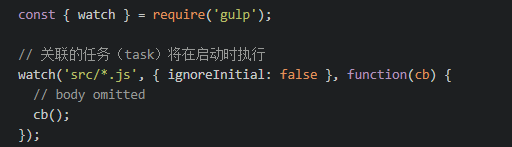 const { watch } = require('gulp');
// 关联的任务（task）将在启动时执行
watch('src/*.js', { ignoreInitial: false }, function(cb) {
// body omitted
cb();
});